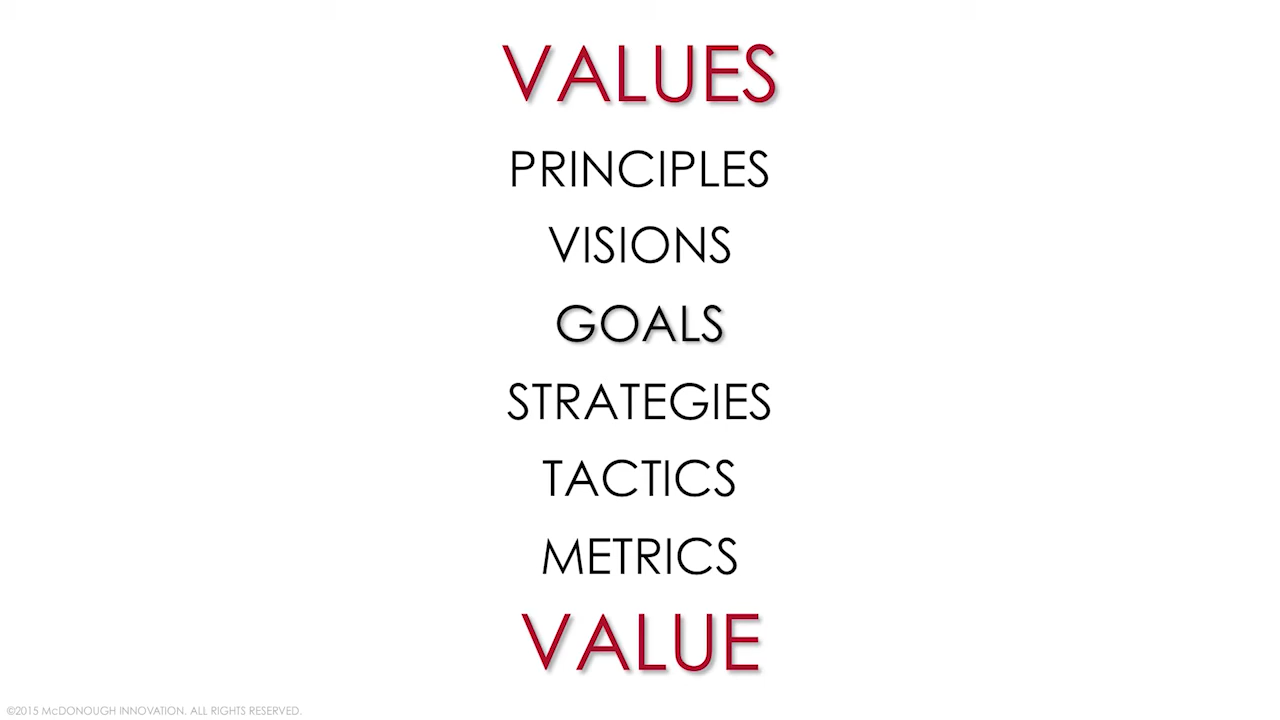 VALUES
PRINCIPLES
VISIONS
GOALS
STRATEGIES
TACTICS
METRICS
VALUE
©2015 McDONOUGH INNOVATION. ALL RIGHTS RESERVED.